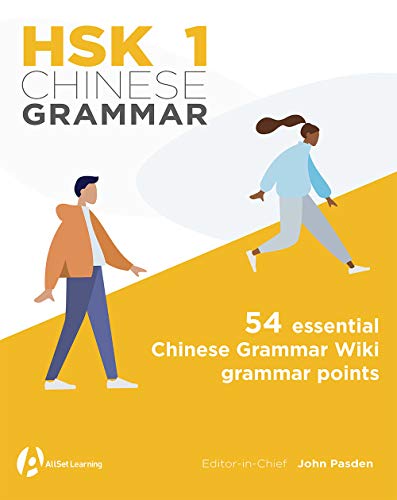 HSK 1
CHINESE
GRAMMAR
54 essential
Chinese Grammar Wiki
grammar points
AllSet Learning
Editor-in-Chief John Pasden